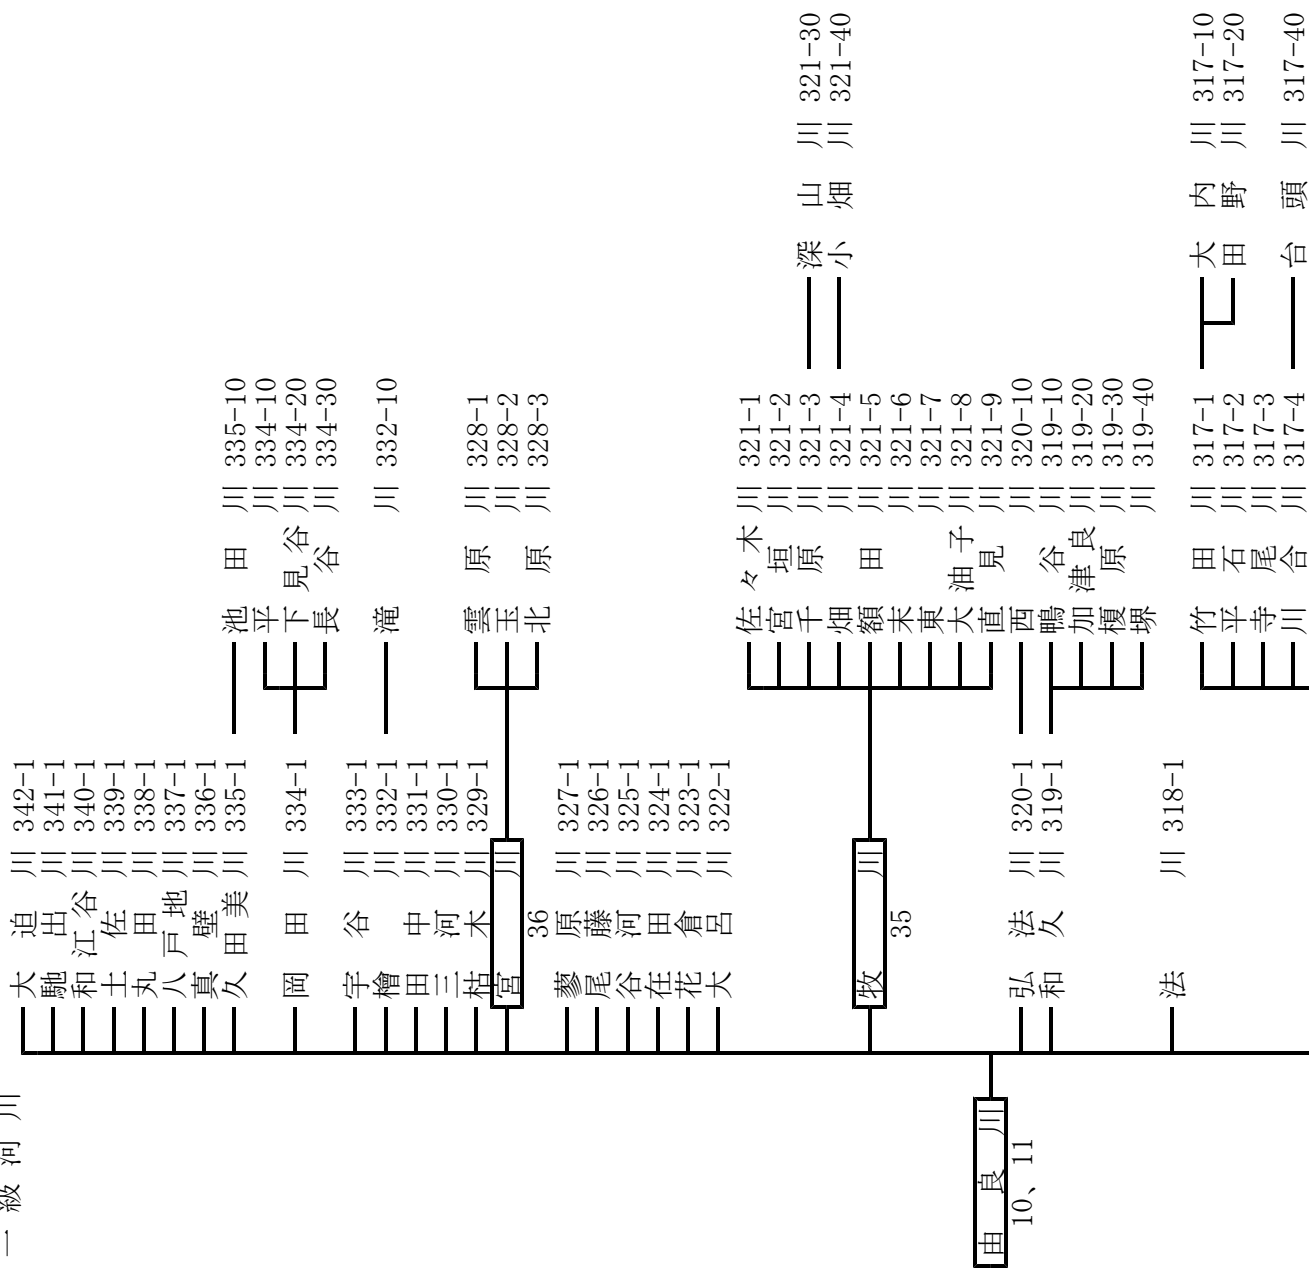 一級河川
由良川
10、11
大迫川 342-1
馳出川 341-1
和江谷川 340-1
土佐川 339-1
丸田川 338-1
八戸地川 337-1
真壁川 336-1
久田美川 335-1
池田川 335-10
岡田川 334-1
平川 334-10
下見谷川 334-20
長谷川 334-30
宇谷川 333-1
檜川 332-1
滝川 332-10
田中川 331-1
三河川 330-1
枯木川 329-1
宮川
36
雲原川 328-1
玉川 328-2
北原川 328-3
蓼原川 327-1
尾藤川 326-1
谷河川 325-1
在田川 324-1
花倉川 323-1
大呂川 322-1
牧川
35
佐々木川 321-1
宮垣川 321-2
千原川 321-3
深山川 321-30
畑川 321-4
小畑川 321-40
額田川 321-5
末川 321-6
東川 321-7
大油子川 321-8
直見川 321-9
弘法川 320-1
西川 320-10
和久川 319-1
鴨谷川 319-10
加津良川 319-20
榎原川 319-30
堺川 319-40
法川 318-1
竹田川 317-1
大内川 317-10
田野川 317-20
平石川 317-2
寺尾川 317-3
川合川 317-4
台頭川 317-40